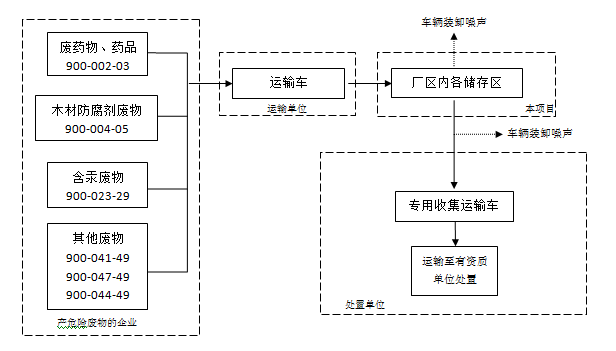 车辆装卸噪声
废药物、药品
900-002-03
运输车
运输单位
厂区内各储存区
本项目
木材防腐剂废物
900-004-05
车辆装卸噪声
含汞废物
900-023-29
专用收集运输车
其他废物
900-041-49
900-047-49
900-044-49
运输至有资质
单位处置
处置单位
产危险废物的企业